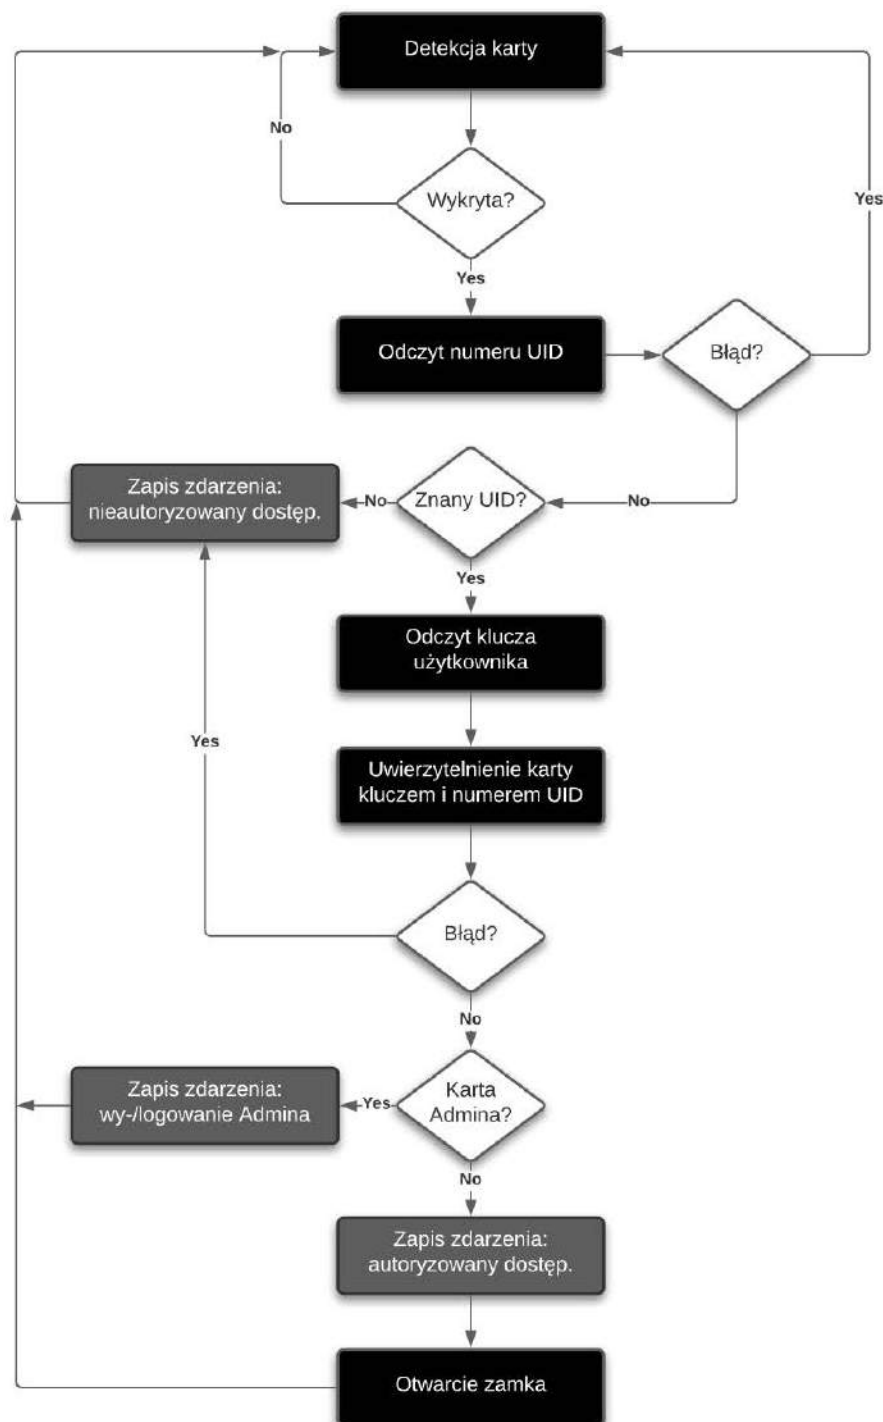 Detekcja karty
No
Wykryta?
Yes
Yes
Odczyt numeru UID
Błąd?
Zapis zdarzenia:
nieautoryzowany dostęp.
No
Znany UID?
No
Yes
Odczyt klucza
użytkownika
Yes
Uwierzytelnienie karty
kluczem i numerem UID
Błąd?
No
Zapis zdarzenia:
wy-/logowanie Admina
Yes
Karta
Admina?
No
Zapis zdarzenia:
autoryzowany dostęp.
Otwarcie zamka